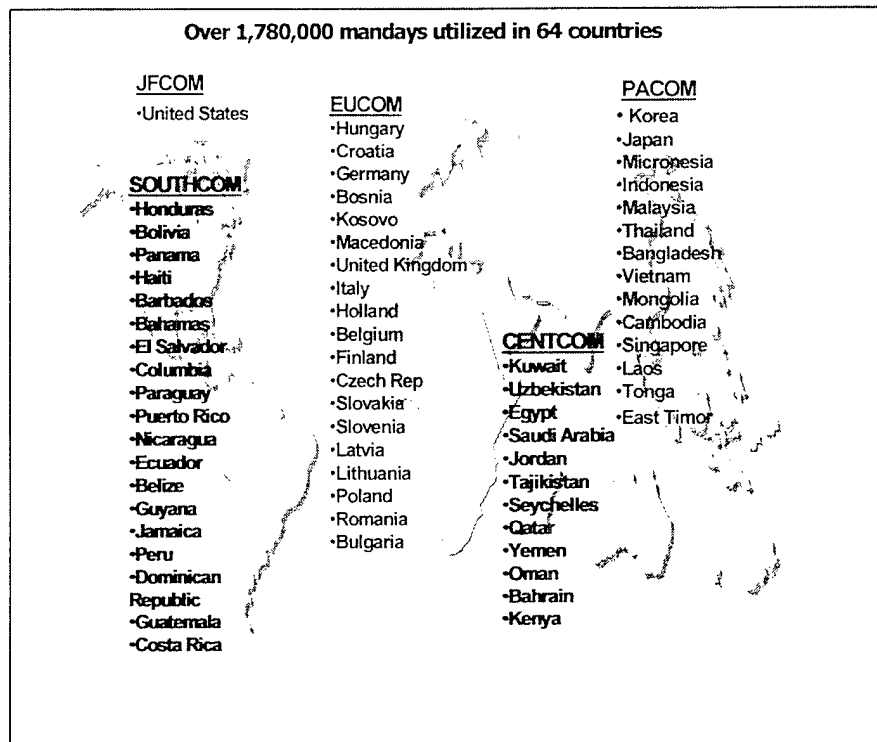 Over 1,780,000 mandays utilized in 64 countries
JFCOM
•United States
SOUTHCOM
•Honduras
•Bolivia
•Panama
•Haiti
•Barbados
•Bahamas
•El Salvador
•Columbia
•Paraguay
•Puerto Rico
•Nicaragua
•Ecuador
•Belize
•Guyana
•Jamaica
•Peru
•Dominican
Republic
•Guatemala
•Costa Rica
EUCOM
•Hungary
•Croatia
•Germany
•Bosnia
•Kosovo
•Macedonia
•United Kingdom
•Italy
•Holland
•Belgium
•Finland
•Czech Rep
•Slovakia
•Slovenia
•Latvia
•Lithuania
•Poland
•Romania
•Bulgaria
CENTCOM
•Kuwait
•Uzbekistan
•Egypt
•Saudi Arabia
•Jordan
•Tajikistan
•Seychelles
•Qatar
•Yemen
•Oman
•Bahrain
•Kenya
PACOM
• Korea
•Japan
•Micronesia
•Indonesia
•Malaysia
•Thailand
•Bangladesh
•Vietnam
•Mongolia
•Cambodia
•Singapore
•Laos
•Tonga
•East Timor